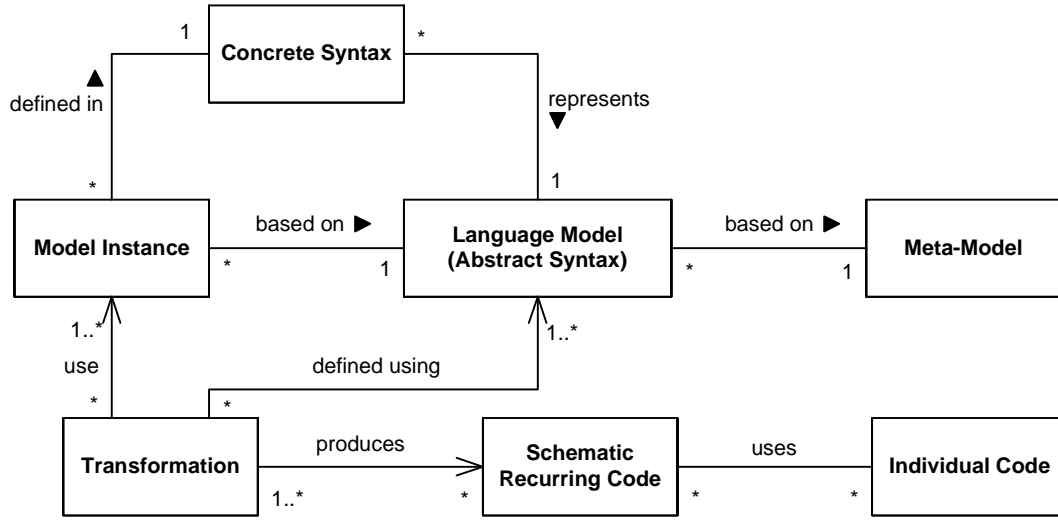 1
Concrete Syntax
*
defined in
represents
*
1
Model Instance
based on
Language Model
(Abstract Syntax)
based on
Meta-Model
*
1
*
1
1..*
1..*
use
defined using
*
*
Transformation
produces
Schematic
Recurring Code
uses
Individual Code
1..*
*
*
*